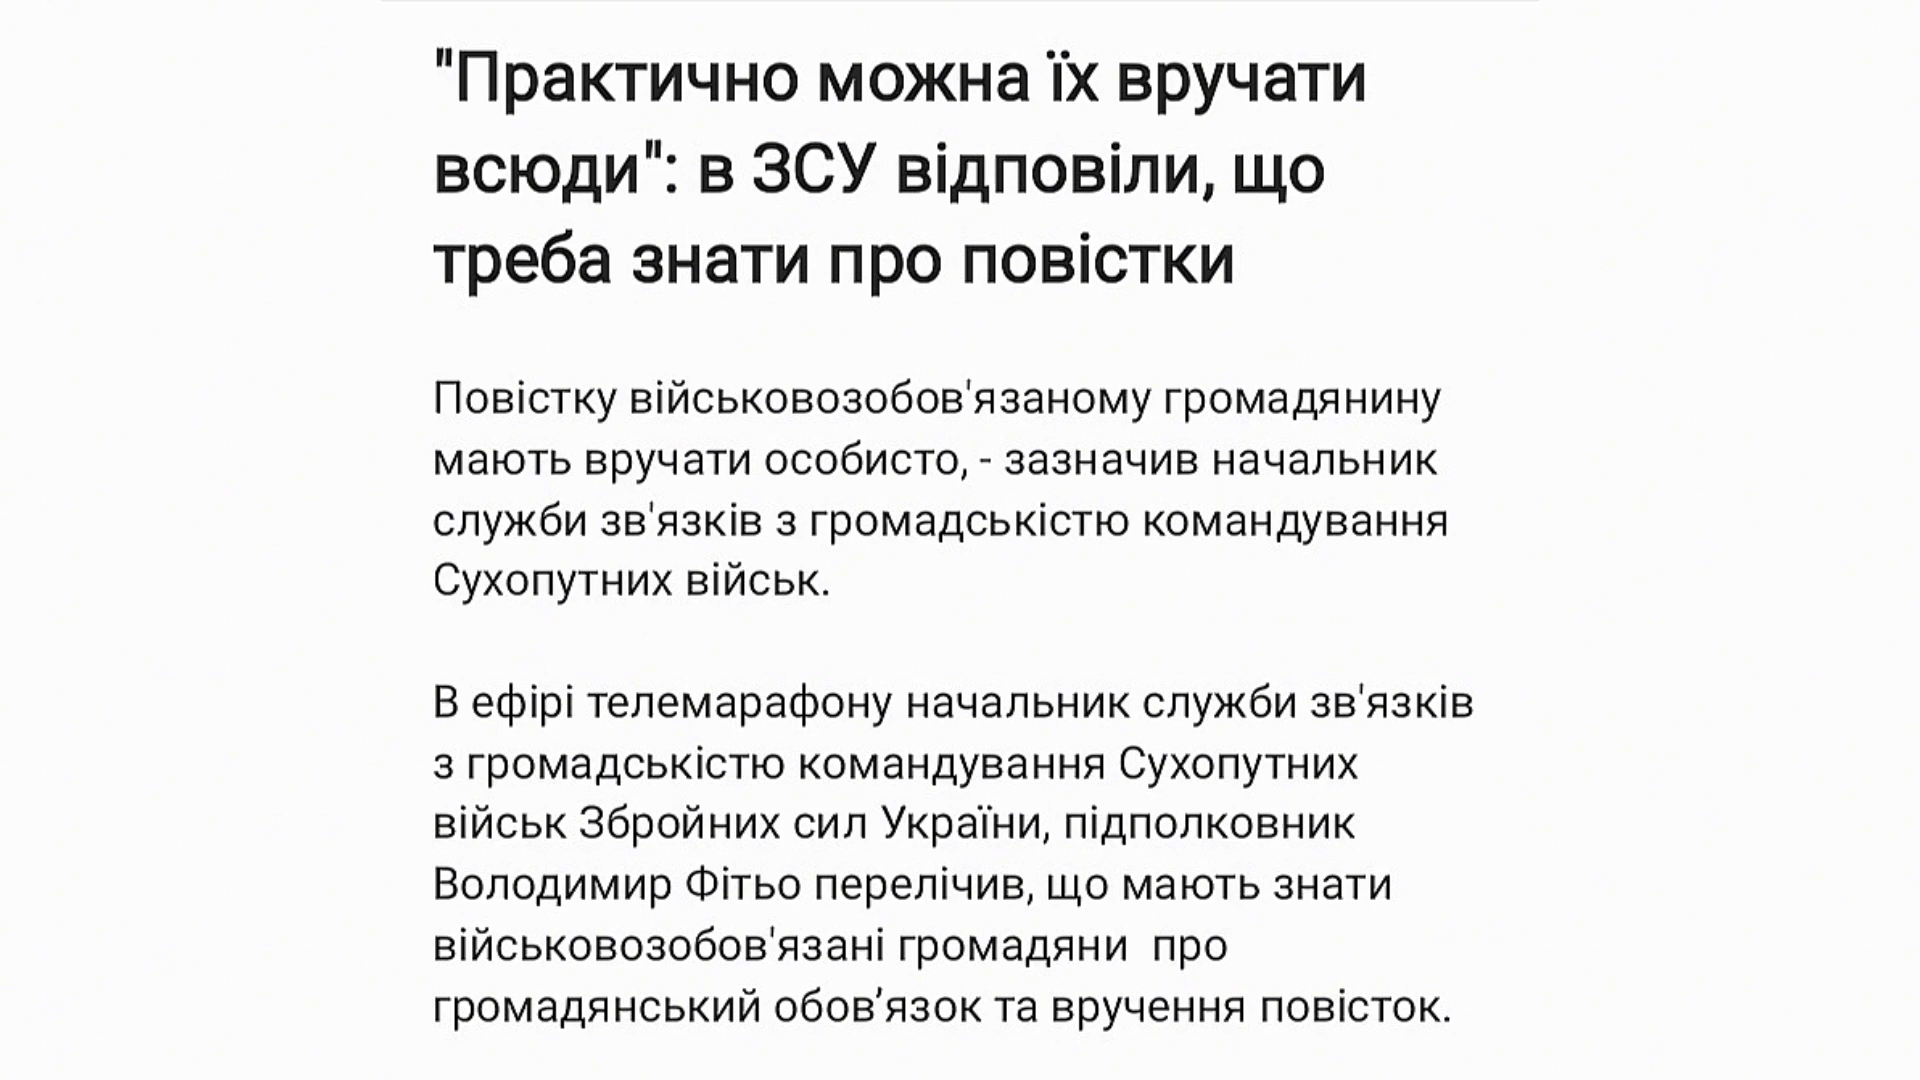 "Практично можна їх вручати
всюди": в ЗСУ відповіли, що
треба знати про повістки
Повістку військовозобов'язаному громадянину
мають вручати особисто, - зазначив начальник
служби зв'язків з громадськістю командування
Сухопутних військ.
В ефірі телемарафону начальник служби зв'язків
з громадськістю командування Сухопутних
військ Збройних сил України, підполковник
Володимир Фітьо перелічив, що мають знати
військовозобов'язані громадяни  про
громадянський обов’язок та вручення повісток.